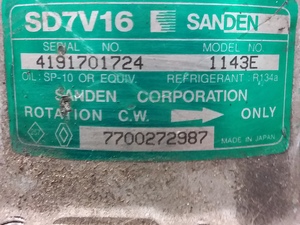 SD7V16 SANDEN
SERIAL NO. MODEL NO.
4191701724 1143E
OIL: SP-10 OR EQUIV. REFRIGERANT: R134a
SANDEN CORPORATION
ROTATION C.W. ONLY
7700272987 MADE IN JAPAN